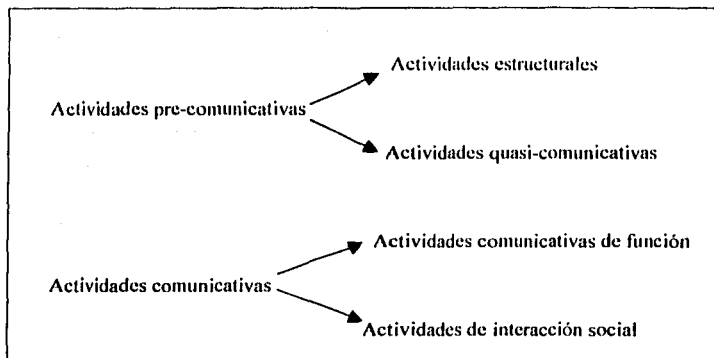 Actividades estructurales
Actividades pre-comunicativas
Actividades quasi-comunicativas
Actividades comunicativas de función
Actividades comunicativas
Actividades de interacción social